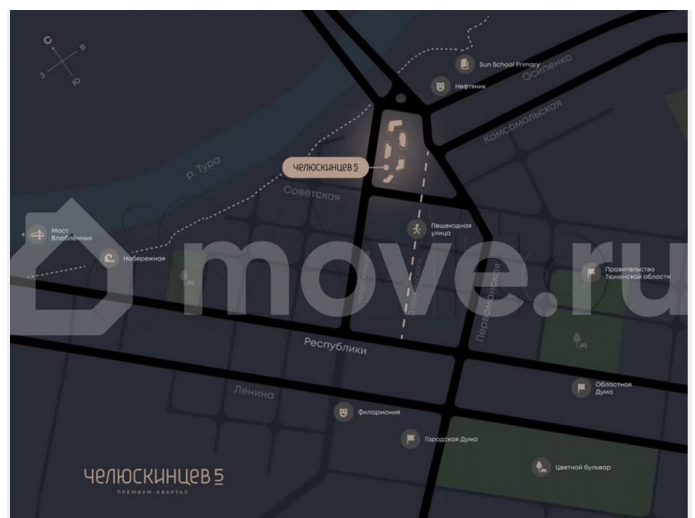 С
В
З
Ю
Sun School Primary
Осипенко
Нефтяник
Комсомольская
р. Тура
ЧЕЛЮСКИНЦЕВ 5
Советская
Мост
Влюблённых
Пешеходная
улица
Набережная
move.ru
Правительство
Тюменской области
Первомайская
Республики
Ленина
Областная
Дума
Филармония
Городская Дума
Цветной бульвар
ЧЕЛЮСКИНЦЕВ 5
ПРЕМИУМ-КВАРТАЛ